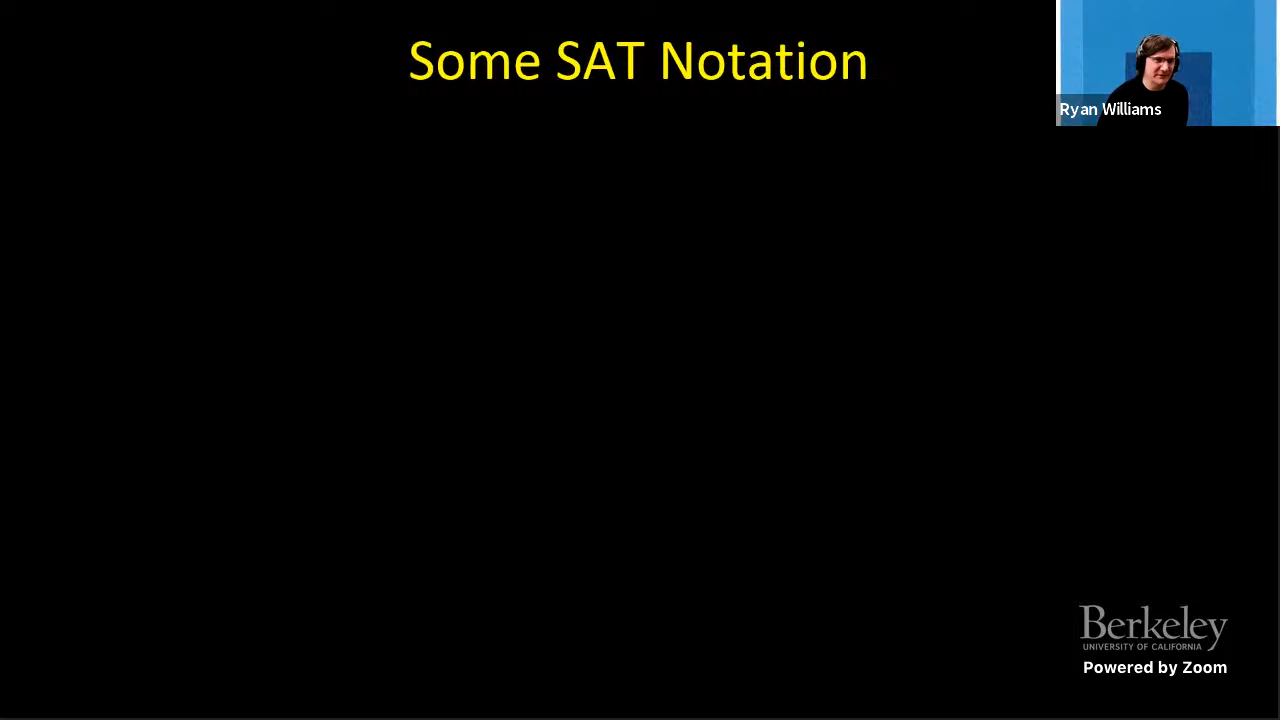 Some SAT Notation
Ryan Williams
Berkeley
UNIVERSITY OF CALIFORNIA
Powered by Zoom